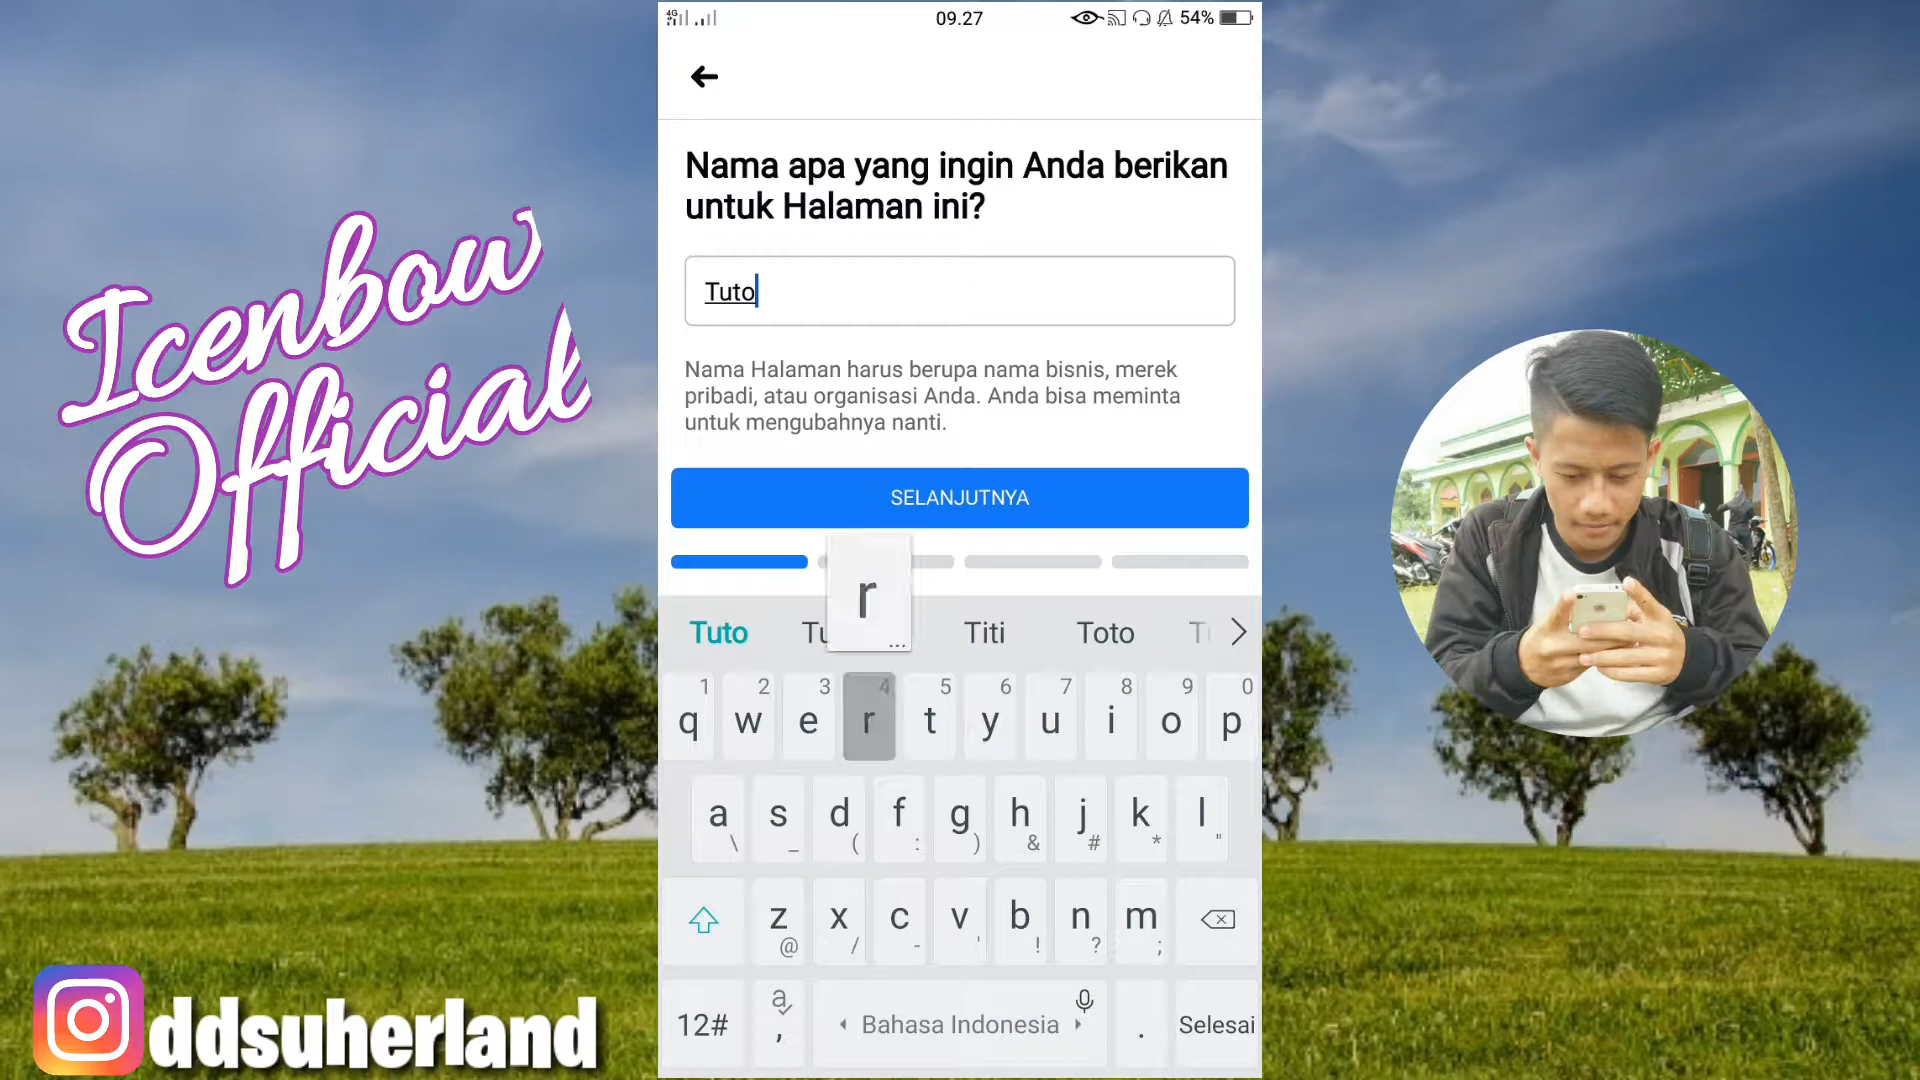 4G 09.27 54%
Nama apa yang ingin Anda berikan
untuk Halaman ini?
Tuto
Nama Halaman harus berupa nama bisnis, merek
pribadi, atau organisasi Anda. Anda bisa meminta
untuk mengubahnya nanti.
SELANJUTNYA
r
...
Tuto Titi Toto
1 2 3 4 5 6 7 8 9 0
q w e r t y u i o p
a s d f g h j k l
\ _ ( : ) & # * "
z x c v b n m
@ / - ' ! ? ;
12# a , Bahasa Indonesia . Selesai
Icenbow
Official
ddsuherland